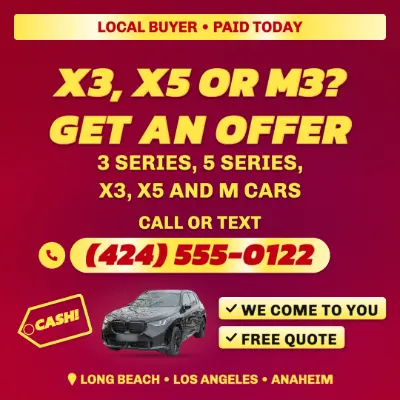 LOCAL BUYER • PAID TODAY
X3, X5 OR M3?
GET AN OFFER
3 SERIES, 5 SERIES,
X3, X5 AND M CARS
CALL OR TEXT
(424) 555-0122
CASH!
WE COME TO YOU
FREE QUOTE
LONG BEACH • LOS ANGELES • ANAHEIM